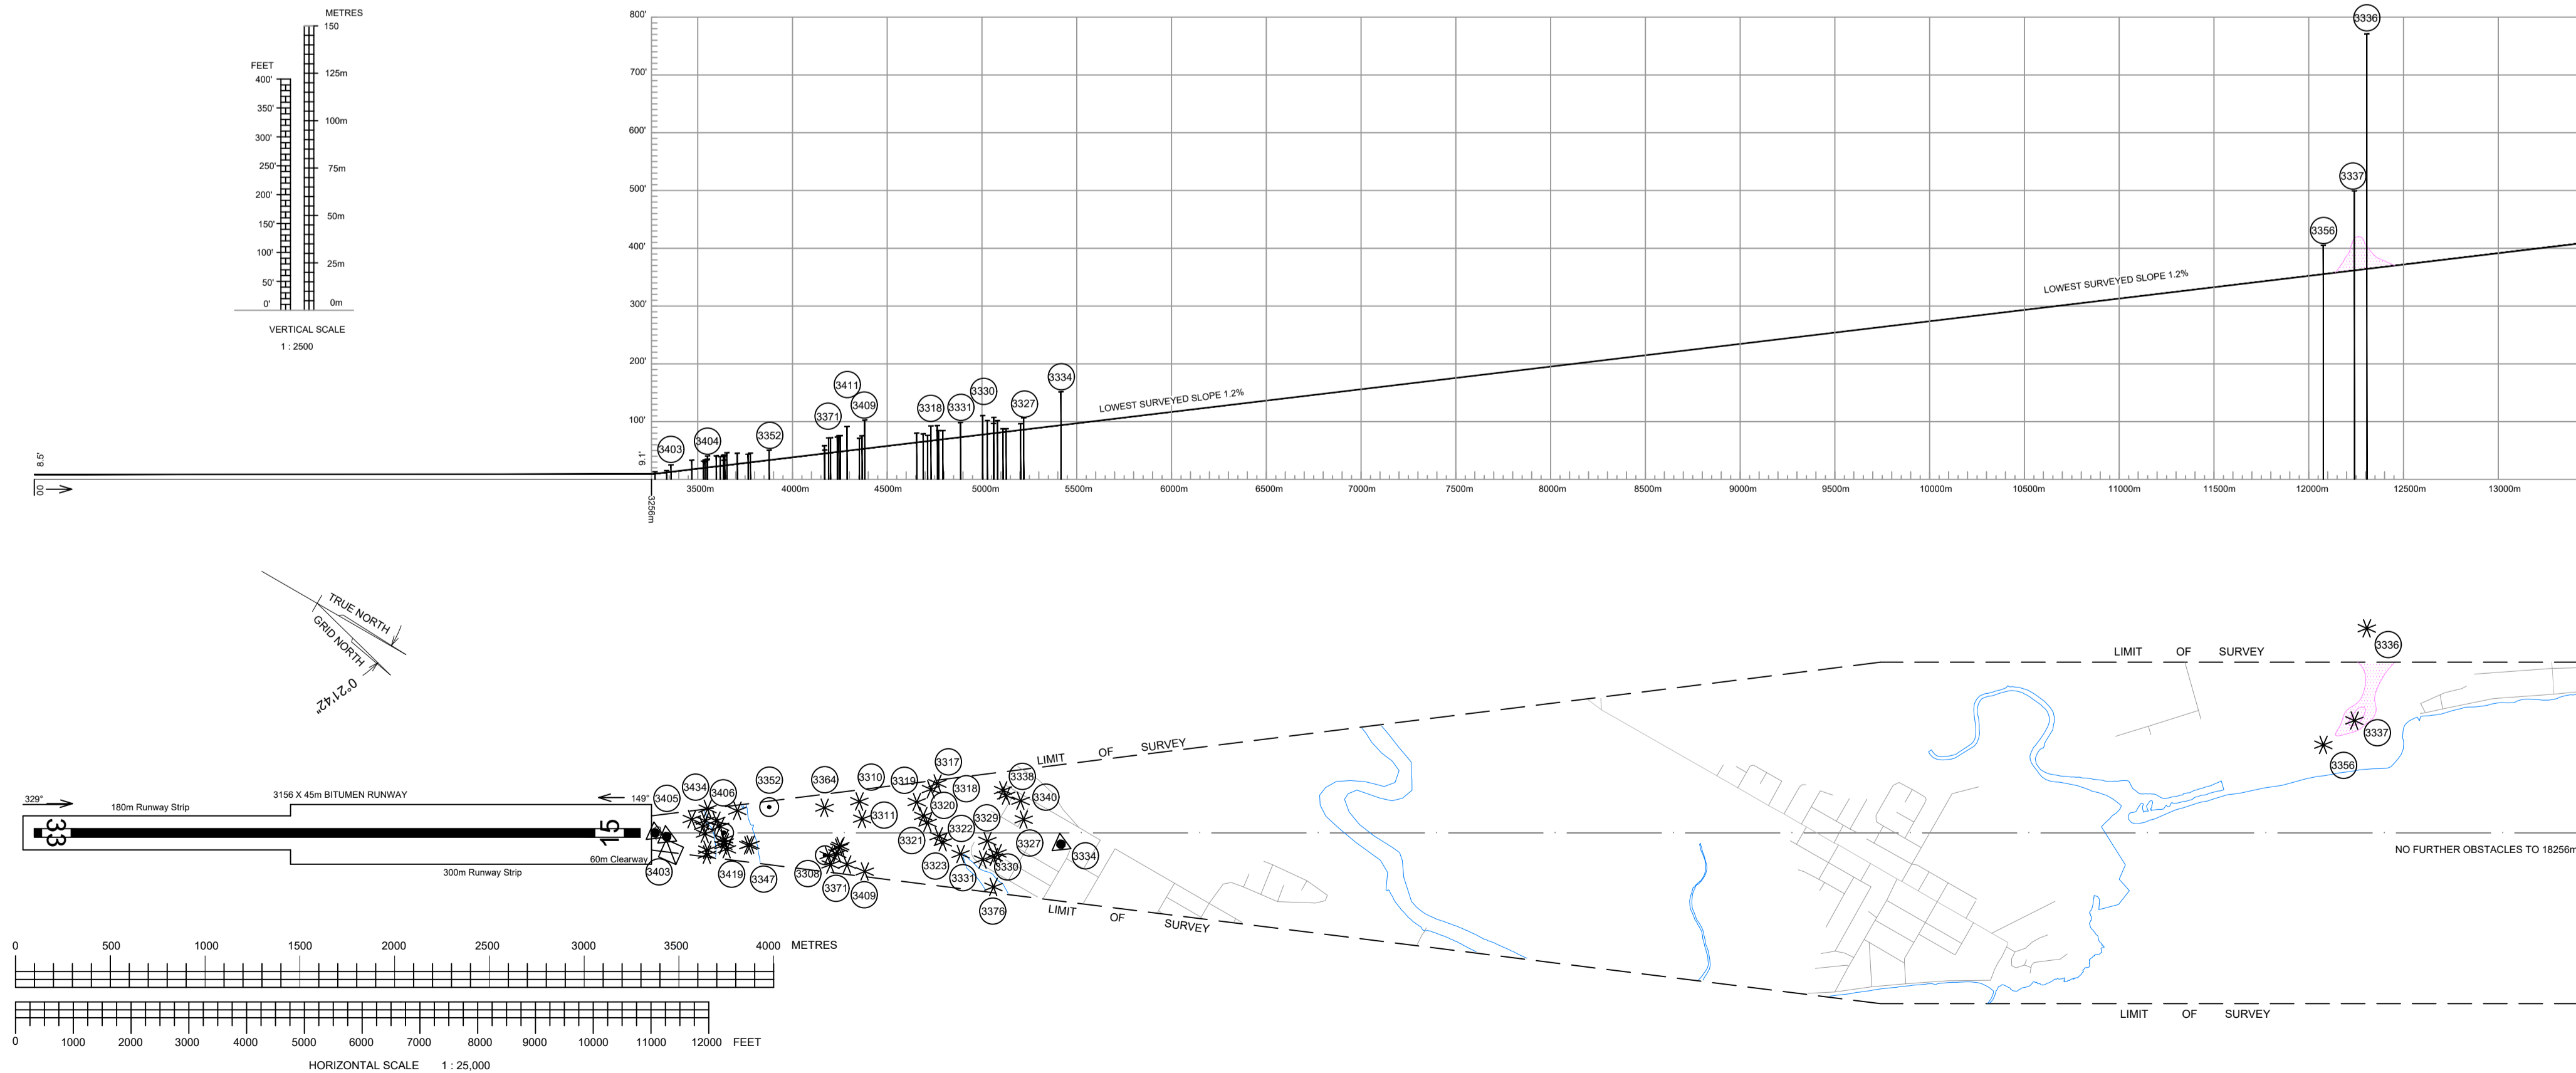 METRES
150
125m
100m
75m
50m
25m
0m
FEET
400'
350'
300'
250'
200'
150'
100'
50'
0'
VERTICAL SCALE
1 : 2500
800'
700'
600'
500'
400'
300'
200'
100'
3336
3337
3356
3334
3327
3330
3331
3318
3409
3411
3371
3352
3404
3403
LOWEST SURVEYED SLOPE 1.2%
LOWEST SURVEYED SLOPE 1.2%
8.5'
9.1'
00
3256m
3500m
4000m
4500m
5000m
5500m
6000m
6500m
7000m
7500m
8000m
8500m
9000m
9500m
10000m
10500m
11000m
11500m
12000m
12500m
13000m
TRUE NORTH
GRID NORTH
0°21'42"
LIMIT OF SURVEY
LIMIT OF SURVEY
3336
3337
3356
329°
180m Runway Strip
3156 X 45m BITUMEN RUNWAY
149°
33
15
60m Clearway
300m Runway Strip
3405
3434
3406
3352
3364
3310
3319
3317
3318
3338
3340
3311
3320
3322
3329
3321
3327
3334
3323
3331
3330
3376
3403
3419
3347
3308
3371
3409
NO FURTHER OBSTACLES TO 18256m
LIMIT OF SURVEY
LIMIT OF SURVEY
0 500 1000 1500 2000 2500 3000 3500 4000 METRES
0 1000 2000 3000 4000 5000 6000 7000 8000 9000 10000 11000 12000 FEET
HORIZONTAL SCALE 1 : 25,000